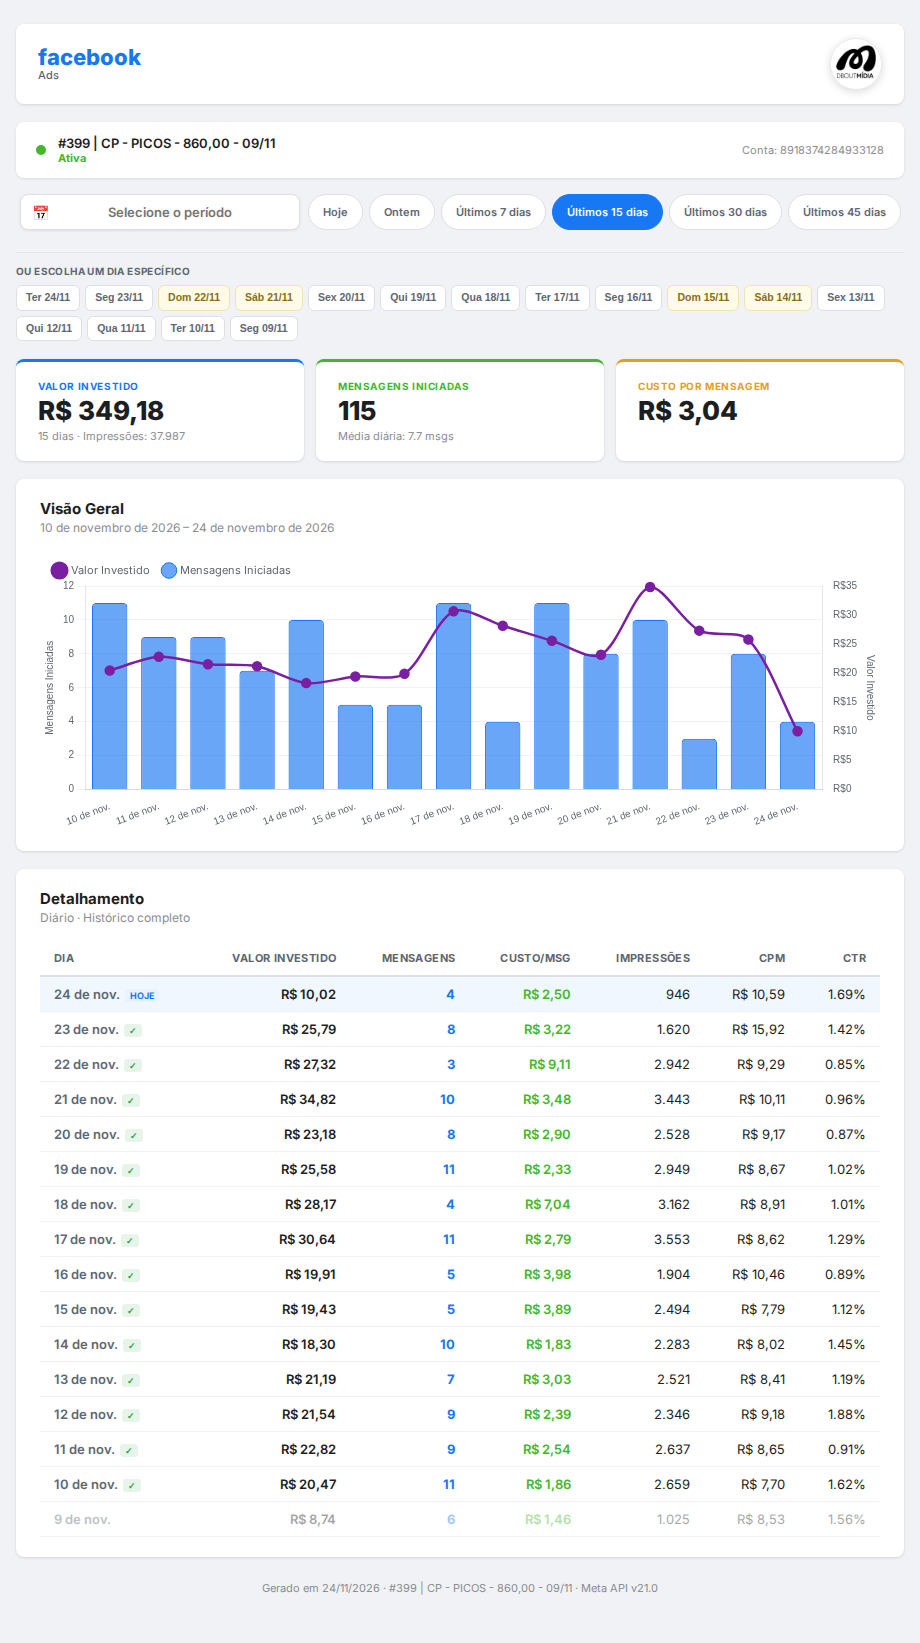 facebook
Ads
DBOUTMÍDIA
#399 | CP - PICOS - 860,00 - 09/11
Ativa
Conta: 8918374284933128
📅 Selecione o período Hoje Ontem Últimos 7 dias Últimos 15 dias Últimos 30 dias Últimos 45 dias
OU ESCOLHA UM DIA ESPECÍFICO
Ter 24/11 Seg 23/11 Dom 22/11 Sáb 21/11 Sex 20/11 Qui 19/11 Qua 18/11 Ter 17/11 Seg 16/11 Dom 15/11 Sáb 14/11 Sex 13/11
Qui 12/11 Qua 11/11 Ter 10/11 Seg 09/11
VALOR INVESTIDO
R$ 349,18
15 dias · Impressões: 37.987
MENSAGENS INICIADAS
115
Média diária: 7.7 msgs
CUSTO POR MENSAGEM
R$ 3,04
Visão Geral
10 de novembro de 2026 – 24 de novembro de 2026
Valor Investido Mensagens Iniciadas
Mensagens Iniciadas
12
10
8
6
4
2
0
R$35
R$30
R$25
R$20
R$15
R$10
R$5
R$0
Valor Investido
10 de nov. 11 de nov. 12 de nov. 13 de nov. 14 de nov. 15 de nov. 16 de nov. 17 de nov. 18 de nov. 19 de nov. 20 de nov. 21 de nov. 22 de nov. 23 de nov. 24 de nov.
Detalhamento
Diário · Histórico completo
DIA VALOR INVESTIDO MENSAGENS CUSTO/MSG IMPRESSÕES CPM CTR
24 de nov. HOJE R$ 10,02 4 R$ 2,50 946 R$ 10,59 1.69%
23 de nov. ✓ R$ 25,79 8 R$ 3,22 1.620 R$ 15,92 1.42%
22 de nov. ✓ R$ 27,32 3 R$ 9,11 2.942 R$ 9,29 0.85%
21 de nov. ✓ R$ 34,82 10 R$ 3,48 3.443 R$ 10,11 0.96%
20 de nov. ✓ R$ 23,18 8 R$ 2,90 2.528 R$ 9,17 0.87%
19 de nov. ✓ R$ 25,58 11 R$ 2,33 2.949 R$ 8,67 1.02%
18 de nov. ✓ R$ 28,17 4 R$ 7,04 3.162 R$ 8,91 1.01%
17 de nov. ✓ R$ 30,64 11 R$ 2,79 3.553 R$ 8,62 1.29%
16 de nov. ✓ R$ 19,91 5 R$ 3,98 1.904 R$ 10,46 0.89%
15 de nov. ✓ R$ 19,43 5 R$ 3,89 2.494 R$ 7,79 1.12%
14 de nov. ✓ R$ 18,30 10 R$ 1,83 2.283 R$ 8,02 1.45%
13 de nov. ✓ R$ 21,19 7 R$ 3,03 2.521 R$ 8,41 1.19%
12 de nov. ✓ R$ 21,54 9 R$ 2,39 2.346 R$ 9,18 1.88%
11 de nov. ✓ R$ 22,82 9 R$ 2,54 2.637 R$ 8,65 0.91%
10 de nov. ✓ R$ 20,47 11 R$ 1,86 2.659 R$ 7,70 1.62%
9 de nov. R$ 8,74 6 R$ 1,46 1.025 R$ 8,53 1.56%
Gerado em 24/11/2026 · #399 | CP - PICOS - 860,00 - 09/11 · Meta API v21.0